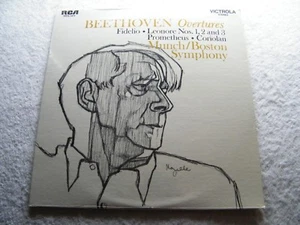 RCA
VICTROLA
BEETHOVEN Overtures
Fidelio • Leonore Nos. 1, 2 and 3
Prometheus • Coriolan
Munch/Boston
Symphony